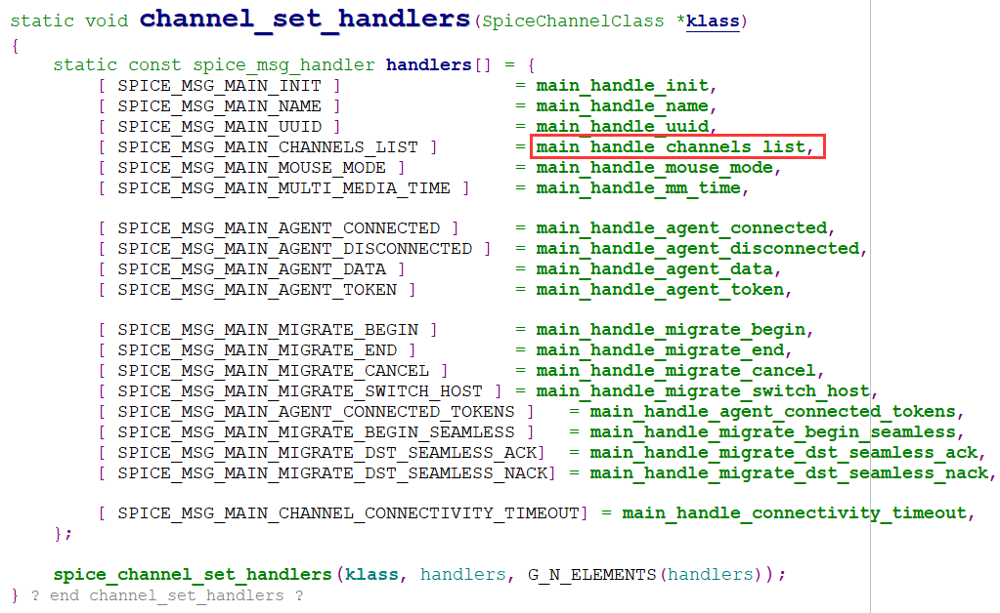 static void channel_set_handlers(SpiceChannelClass *klass)
{
static const spice_msg_handler handlers[] = {
[ SPICE_MSG_MAIN_INIT ] = main_handle_init,
[ SPICE_MSG_MAIN_NAME ] = main_handle_name,
[ SPICE_MSG_MAIN_UUID ] = main_handle_uuid,
[ SPICE_MSG_MAIN_CHANNELS_LIST ] = main_handle_channels_list,
[ SPICE_MSG_MAIN_MOUSE_MODE ] = main_handle_mouse_mode,
[ SPICE_MSG_MAIN_MULTI_MEDIA_TIME ] = main_handle_mm_time,
[ SPICE_MSG_MAIN_AGENT_CONNECTED ] = main_handle_agent_connected,
[ SPICE_MSG_MAIN_AGENT_DISCONNECTED ] = main_handle_agent_disconnected,
[ SPICE_MSG_MAIN_AGENT_DATA ] = main_handle_agent_data,
[ SPICE_MSG_MAIN_AGENT_TOKEN ] = main_handle_agent_token,
[ SPICE_MSG_MAIN_MIGRATE_BEGIN ] = main_handle_migrate_begin,
[ SPICE_MSG_MAIN_MIGRATE_END ] = main_handle_migrate_end,
[ SPICE_MSG_MAIN_MIGRATE_CANCEL ] = main_handle_migrate_cancel,
[ SPICE_MSG_MAIN_MIGRATE_SWITCH_HOST ] = main_handle_migrate_switch_host,
[ SPICE_MSG_MAIN_AGENT_CONNECTED_TOKENS ] = main_handle_agent_connected_tokens,
[ SPICE_MSG_MAIN_MIGRATE_BEGIN_SEAMLESS ] = main_handle_migrate_begin_seamless,
[ SPICE_MSG_MAIN_MIGRATE_DST_SEAMLESS_ACK] = main_handle_migrate_dst_seamless_ack,
[ SPICE_MSG_MAIN_MIGRATE_DST_SEAMLESS_NACK] = main_handle_migrate_dst_seamless_nack,
[ SPICE_MSG_MAIN_CHANNEL_CONNECTIVITY_TIMEOUT] = main_handle_connectivity_timeout,
};
spice_channel_set_handlers(klass, handlers, G_N_ELEMENTS(handlers));
} ? end channel_set_handlers ?